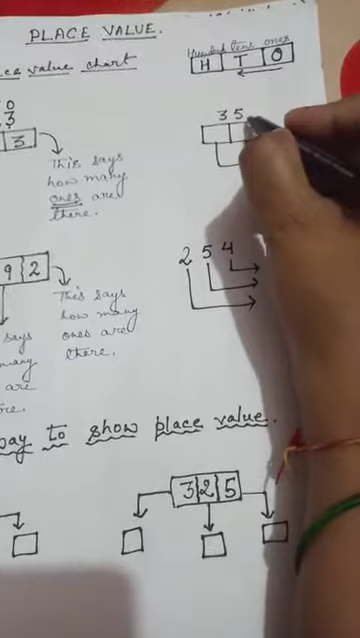 PLACE VALUE.
value chart
Hundred tens ones
H T O
0
3
3
This says
how many
ones are
there.
3 5
2 5 4
9 2
This says
how many
ones are
there.
says
many
are
to show place value.
3 2 5